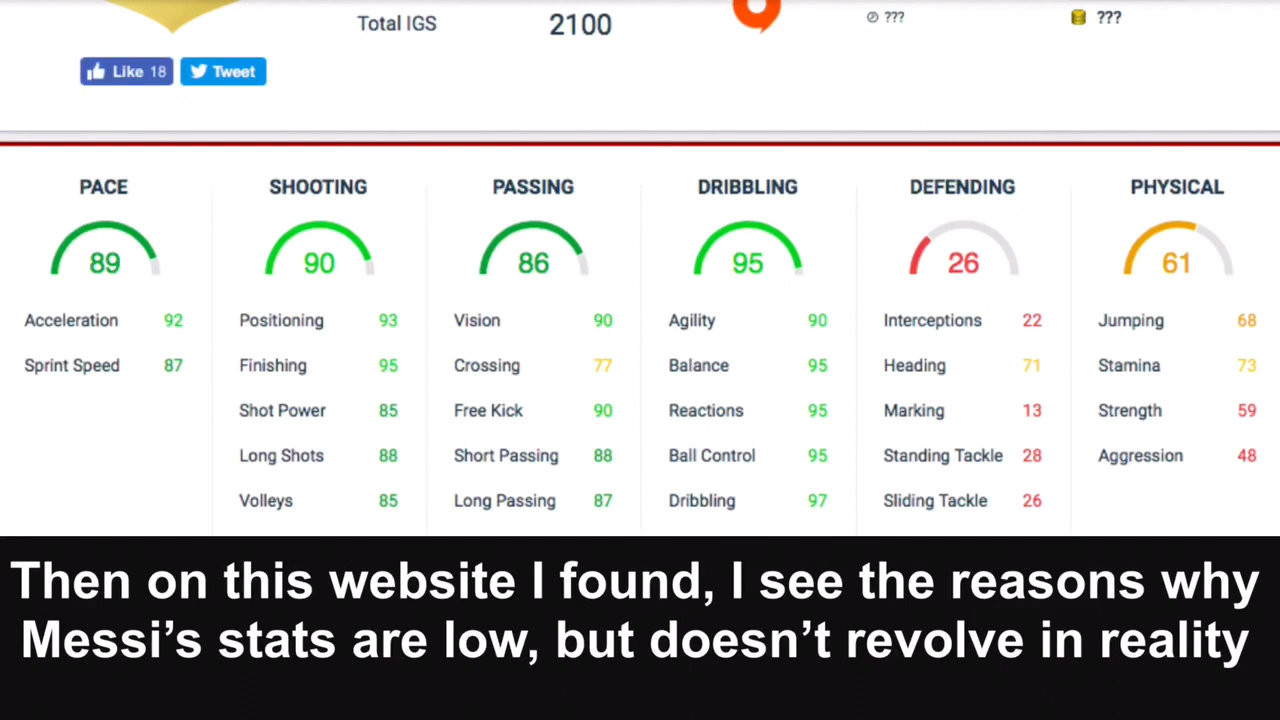 Total IGS 2100 ??? ???
Like 18 Tweet
PACE SHOOTING PASSING DRIBBLING DEFENDING PHYSICAL
89 90 86 95 26 61
Acceleration 92 Positioning 93 Vision 90 Agility 90 Interceptions 22 Jumping 68
Sprint Speed 87 Finishing 95 Crossing 77 Balance 95 Heading 71 Stamina 73
Shot Power 85 Free Kick 90 Reactions 95 Marking 13 Strength 59
Long Shots 88 Short Passing 88 Ball Control 95 Standing Tackle 28 Aggression 48
Volleys 85 Long Passing 87 Dribbling 97 Sliding Tackle 26
Then on this website I found, I see the reasons why
Messi’s stats are low, but doesn’t revolve in reality